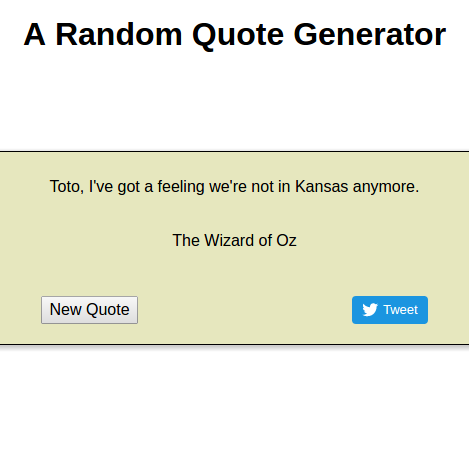 A Random Quote Generator
Toto, I've got a feeling we're not in Kansas anymore.
The Wizard of Oz
New Quote
Tweet